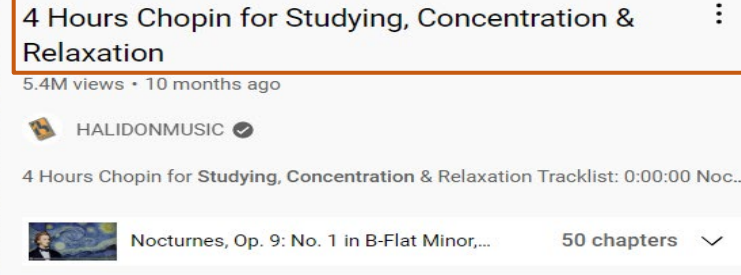 4 Hours Chopin for Studying, Concentration &
Relaxation
5.4M views • 10 months ago
HALIDONMUSIC
4 Hours Chopin for Studying, Concentration & Relaxation Tracklist: 0:00:00 Noc...
Nocturnes, Op. 9: No. 1 in B-Flat Minor,... 50 chapters